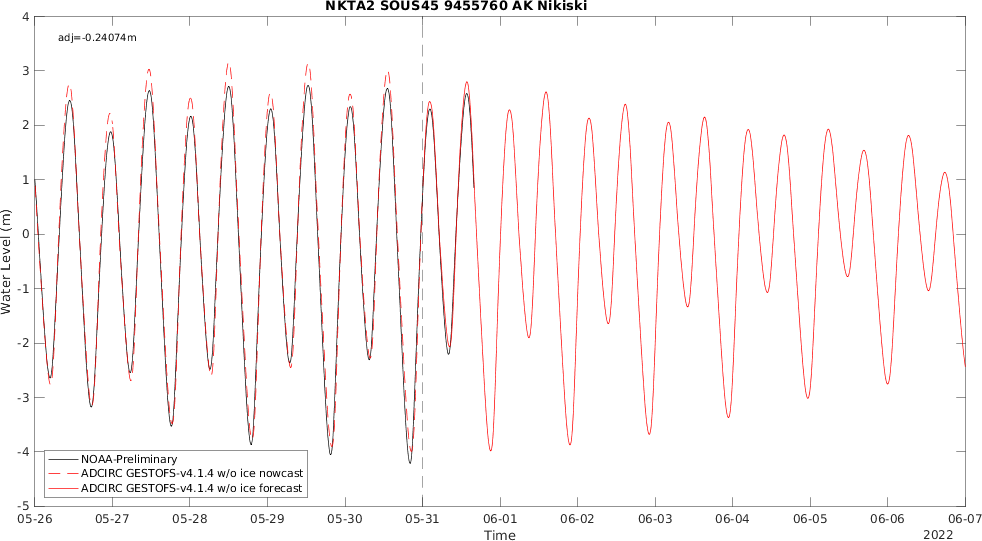 NKTA2 SOUS45 9455760 AK Nikiski
adj=-0.24074m
4
3
2
1
0
-1
-2
-3
-4
-5
Water Level (m)
NOAA-Preliminary
ADCIRC GESTOFS-v4.1.4 w/o ice nowcast
ADCIRC GESTOFS-v4.1.4 w/o ice forecast
05-26 05-27 05-28 05-29 05-30 05-31 06-01 06-02 06-03 06-04 06-05 06-06 06-07
Time
2022